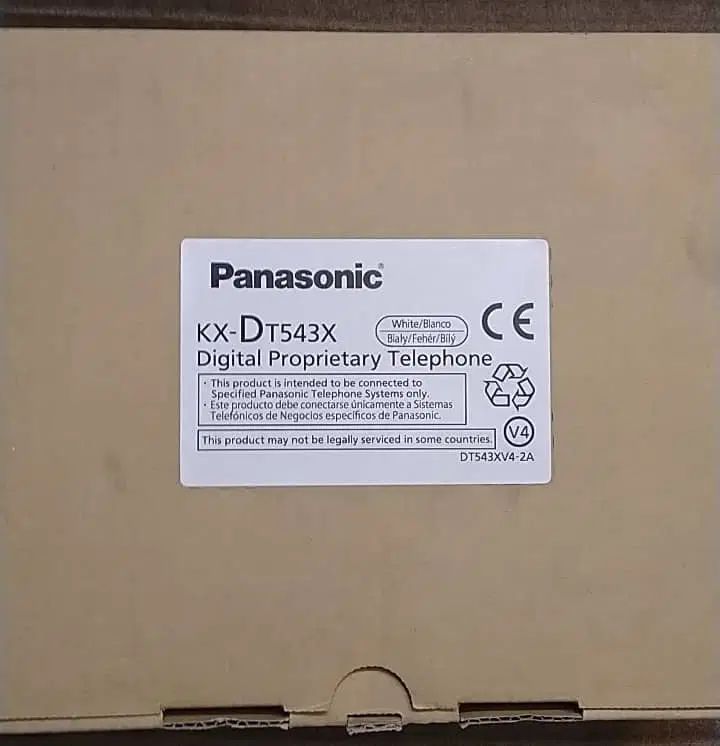 Panasonic®
KX-DT543X
White/Blanco
Biały/Fehér/Bílý
CE
Digital Proprietary Telephone
· This product is intended to be connected to
Specified Panasonic Telephone Systems only.
· Este producto debe conectarse únicamente a Sistemas
Telefónicos de Negocios específicos de Panasonic.
This product may not be legally serviced in some countries.
V4
DT543XV4-2A